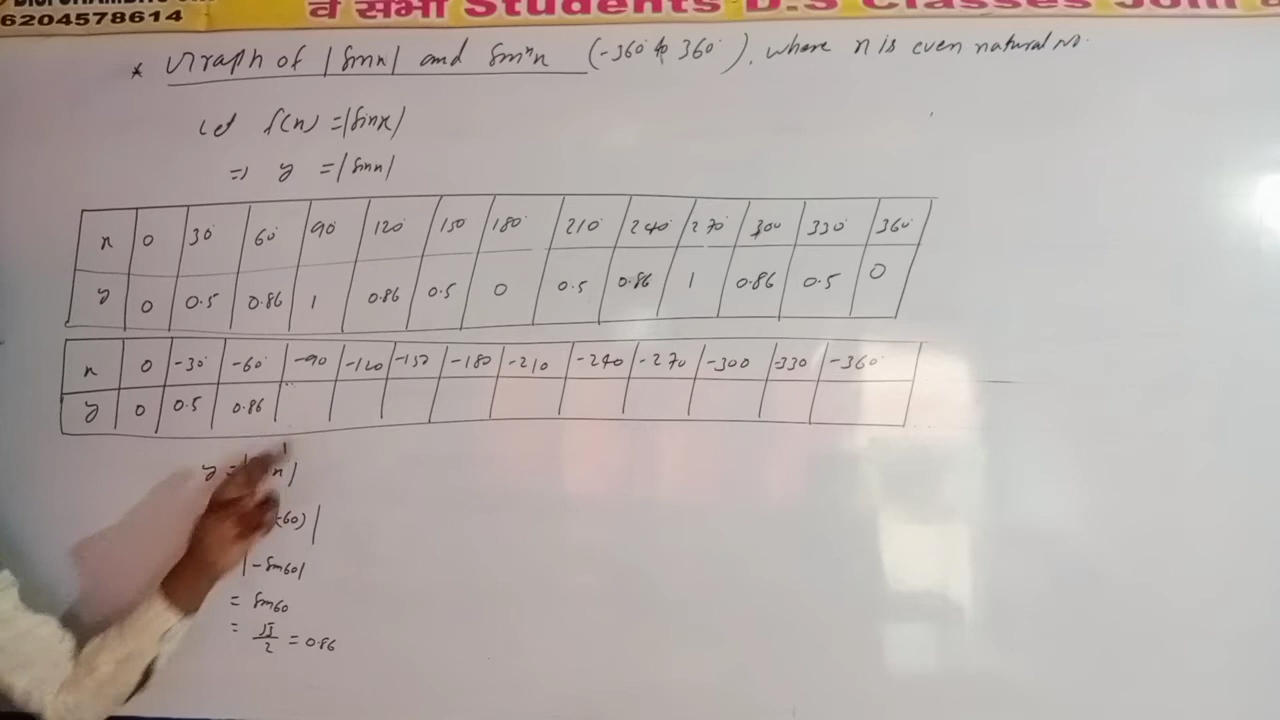 6204578614
व सभी Students D.S Classes Join
* Graph of |sinx| and sinⁿx (-360° to 360°), where n is even natural no.
Let f(x) = |sinx|
⇒ y = |sinx|
x 0 30° 60° 90° 120° 150° 180° 210° 240° 270° 300° 330° 360°
y 0 0.5 0.86 1 0.86 0.5 0 0.5 0.86 1 0.86 0.5 0
x 0 -30° -60° -90 -120 -150 -180 -210 -240 -270 -300 -330 -360°
y 0 0.5 0.86
y = | x|
-60)|
|-sin60|
= sin60
= √3/2 = 0.86